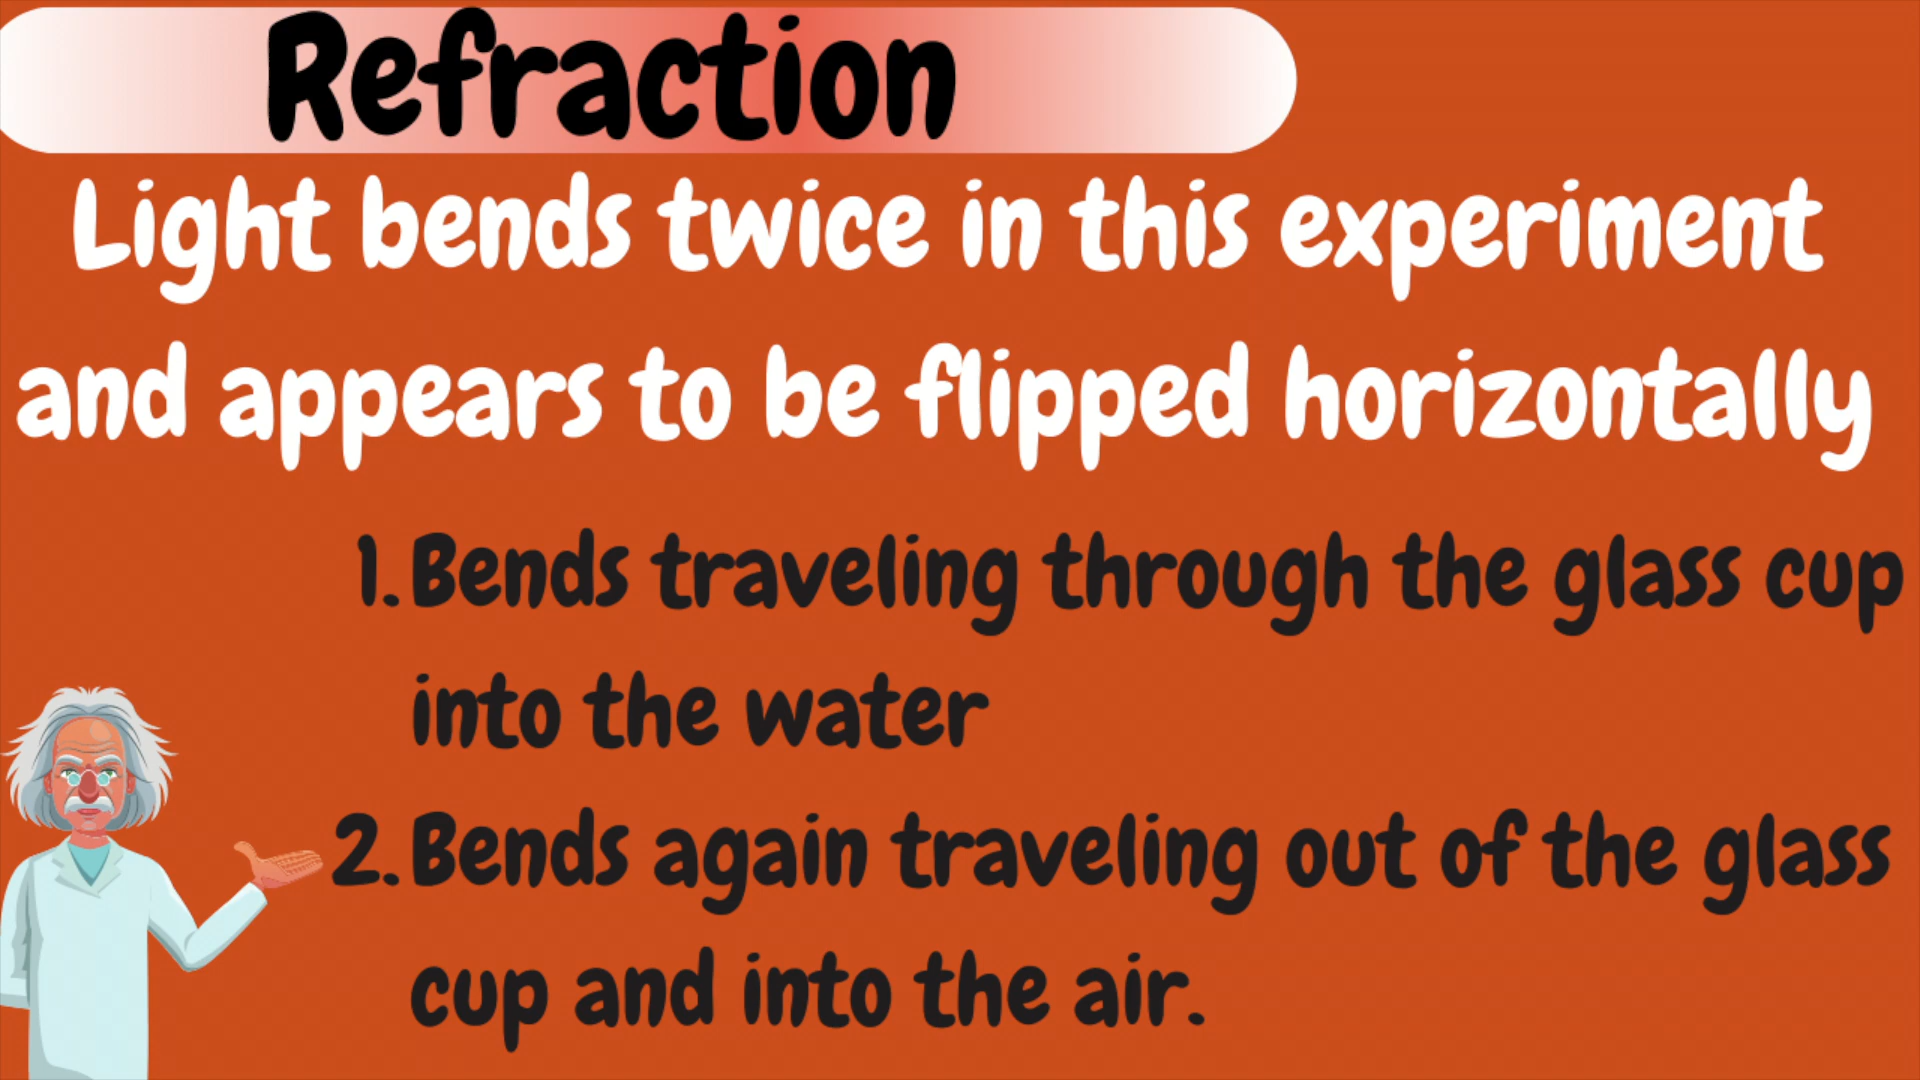 Refraction
Light bends twice in this experiment
and appears to be flipped horizontally
1. Bends traveling through the glass cup
into the water
2. Bends again traveling out of the glass
cup and into the air.